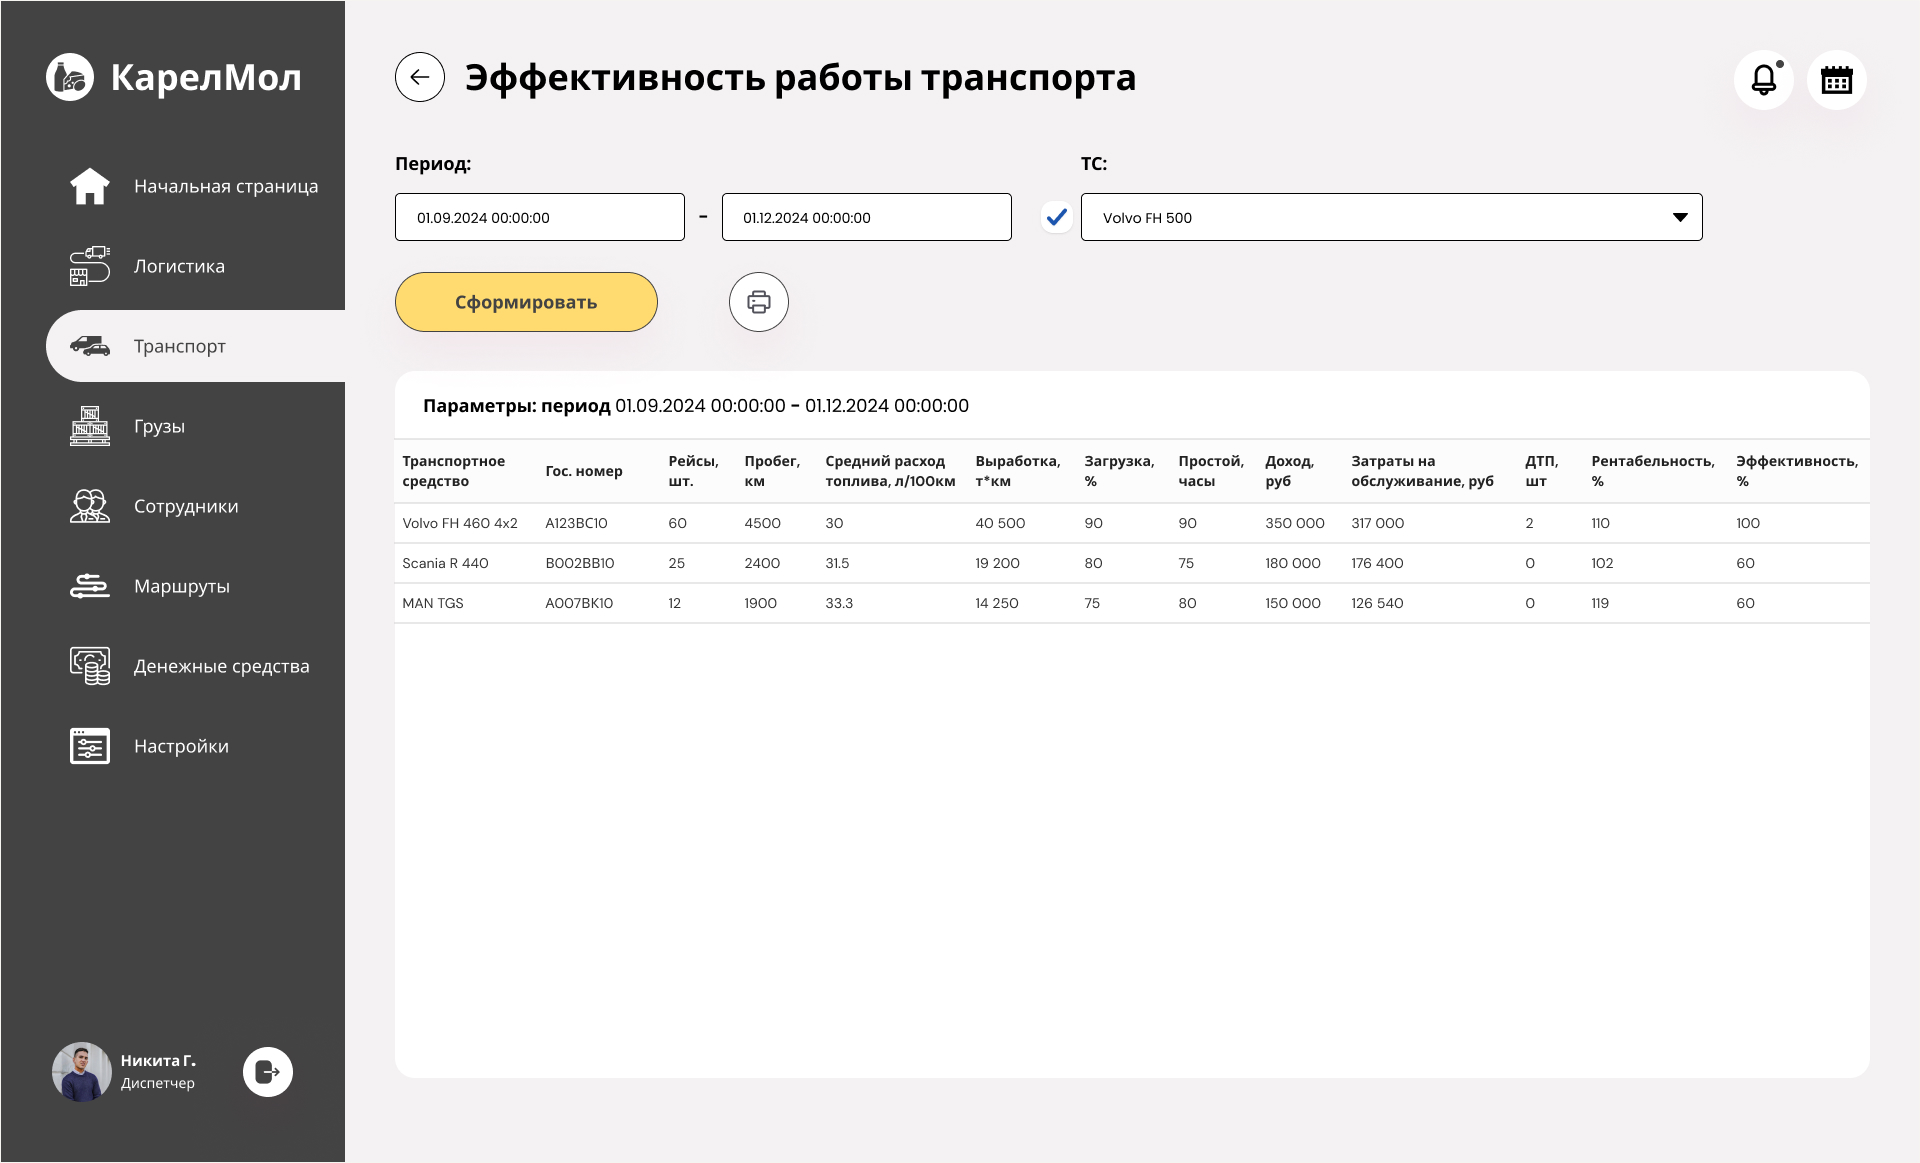 КарелМол
Начальная страница
Логистика
Транспорт
Грузы
Сотрудники
Маршруты
Денежные средства
Настройки
Никита Г.
Диспетчер
Эффективность работы транспорта
Период:
ТС:
01.09.2024 00:00:00 - 01.12.2024 00:00:00
Volvo FH 500
Сформировать
Параметры: период 01.09.2024 00:00:00 - 01.12.2024 00:00:00
Транспортное средство Гос. номер Рейсы, шт. Пробег, км Средний расход топлива, л/100км Выработка, т*км Загрузка, % Простой, часы Доход, руб Затраты на обслуживание, руб ДТП, шт Рентабельность, % Эффективность, %
Volvo FH 460 4x2 А123ВС10 60 4500 30 40 500 90 90 350 000 317 000 2 110 100
Scania R 440 В002ВВ10 25 2400 31.5 19 200 80 75 180 000 176 400 0 102 60
MAN TGS А007ВК10 12 1900 33.3 14 250 75 80 150 000 126 540 0 119 60